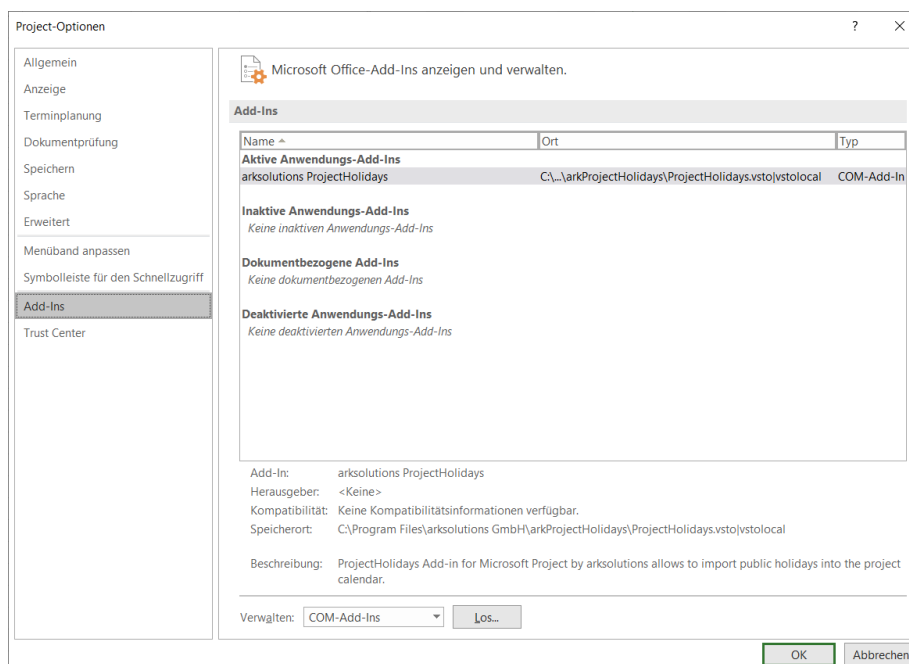 Project-Optionen
?
Allgemein
Anzeige
Terminplanung
Dokumentprüfung
Speichern
Sprache
Erweitert
Menüband anpassen
Symbolleiste für den Schnellzugriff
Add-Ins
Trust Center
Microsoft Office-Add-Ins anzeigen und verwalten.
Add-Ins
Name Ort Typ
Aktive Anwendungs-Add-Ins
arksolutions ProjectHolidays C:\...\arkProjectHolidays\ProjectHolidays.vsto|vstolocal COM-Add-In
Inaktive Anwendungs-Add-Ins
Keine inaktiven Anwendungs-Add-Ins
Dokumentbezogene Add-Ins
Keine dokumentbezogenen Add-Ins
Deaktivierte Anwendungs-Add-Ins
Keine deaktivierten Anwendungs-Add-Ins
Add-In: arksolutions ProjectHolidays
Herausgeber: <Keine>
Kompatibilität: Keine Kompatibilitätsinformationen verfügbar.
Speicherort: C:\Program Files\arksolutions GmbH\arkProjectHolidays\ProjectHolidays.vsto|vstolocal
Beschreibung: ProjectHolidays Add-in for Microsoft Project by arksolutions allows to import public holidays into the project
calendar.
Verwalten: COM-Add-Ins Los...
OK Abbrechen